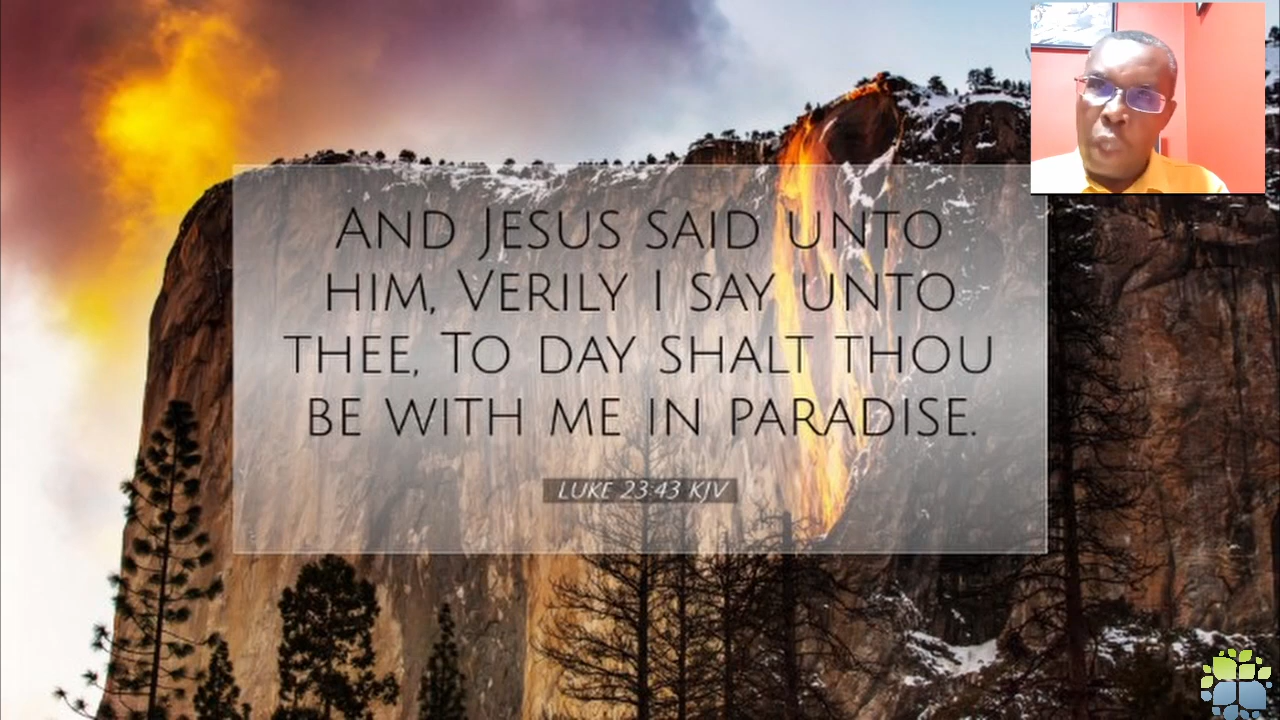 And Jesus said unto
him, Verily I say unto
thee, To day shalt thou
be with me in paradise.
LUKE 23:43 KJV